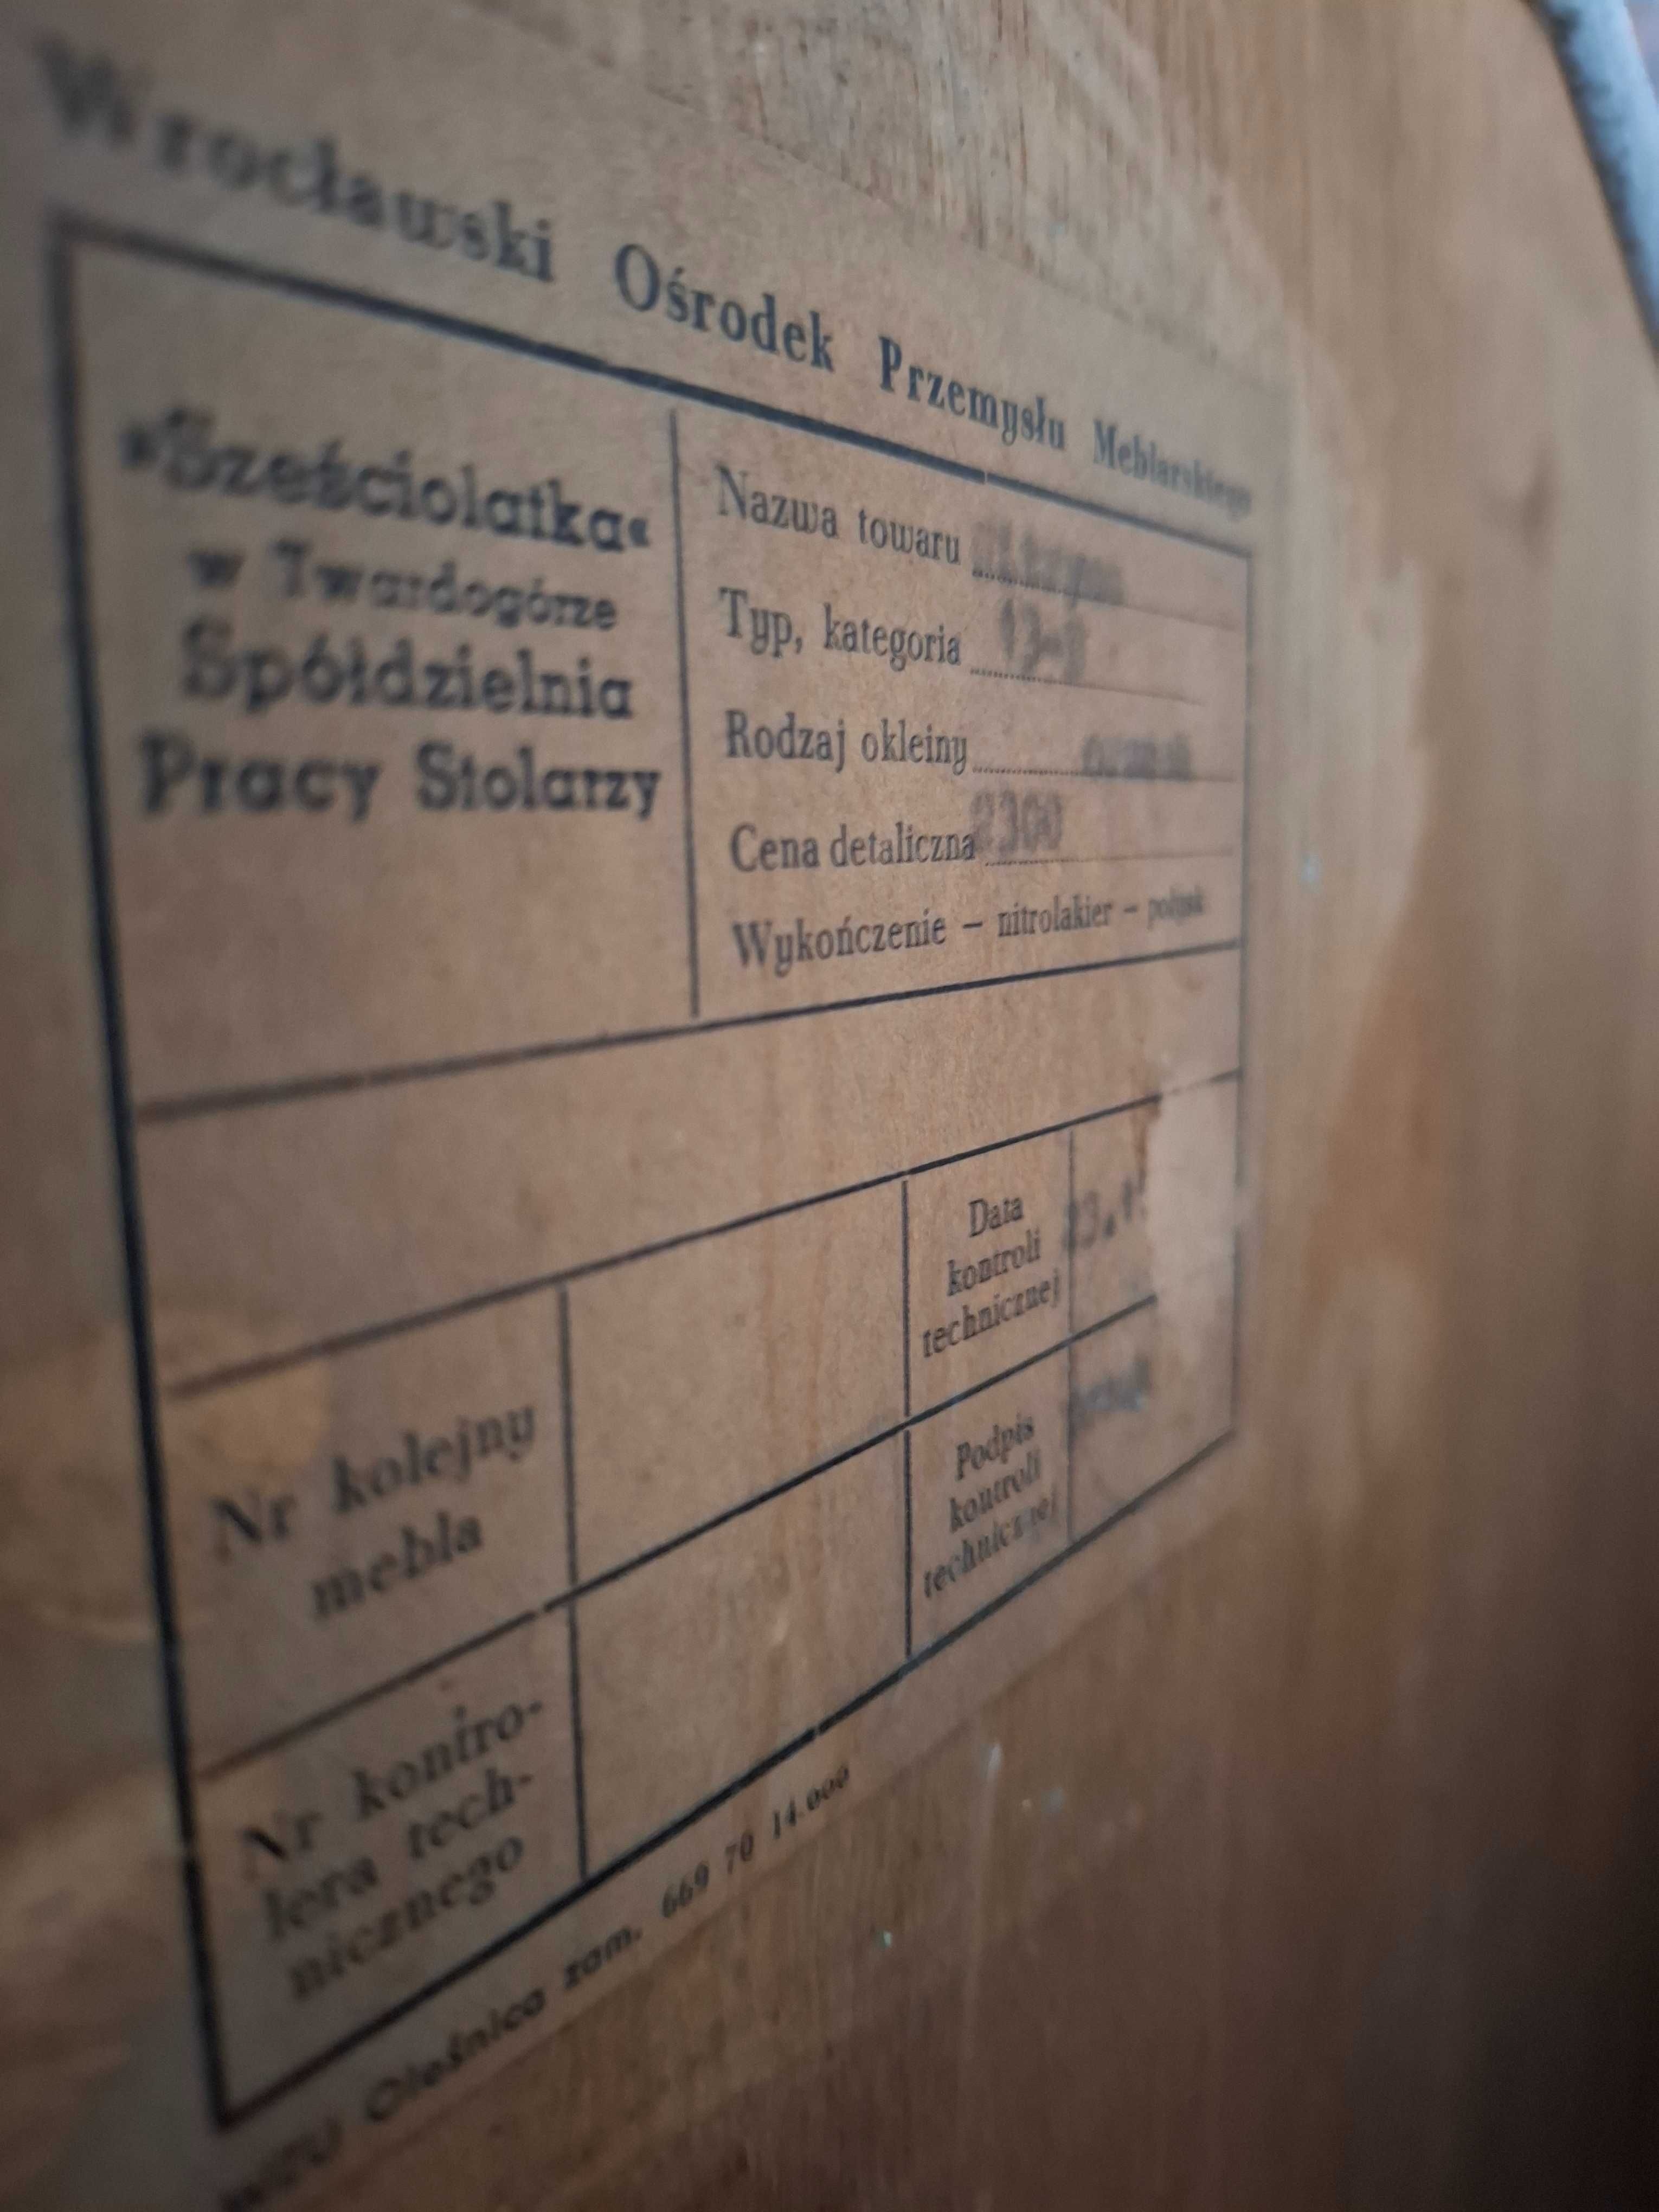 Wrocławski Ośrodek Przemysłu Meblarskiego
»Sześciolatka«
w Twardogórze
Spółdzielnia
Pracy Stolarzy
Nazwa towaru
Typ, kategoria
Rodzaj okleiny
Cena detaliczna
Wykończenie – nitrolakier – połysk
Nr kolejny
mebla
Data
kontroli
technicznej
Nr kontro-
lera tech-
nicznego
Podpis
kontroli
technicznej
Oleśnica zam. 669 70 14.000